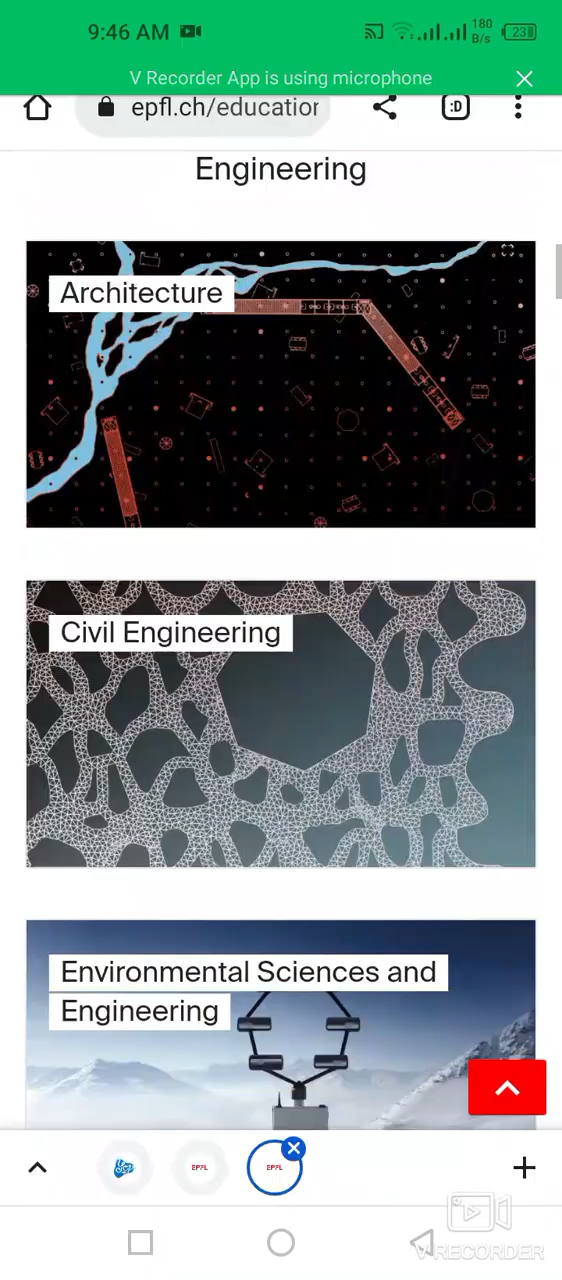 9:46 AM
180
B/s
23
V Recorder App is using microphone
epfl.ch/education
:D
Engineering
Architecture
Civil Engineering
Environmental Sciences and
Engineering
EPFL
EPFL
V RECORDER